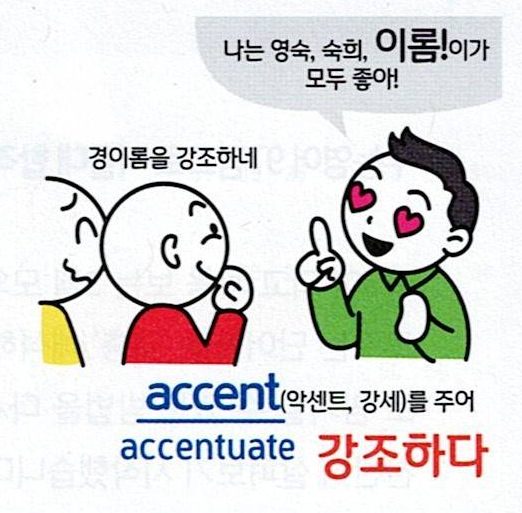 나는 영숙, 숙희, 이롬!이가
모두 좋아!
경이롬을 강조하네
accent(악센트, 강세)를 주어
accentuate 강조하다